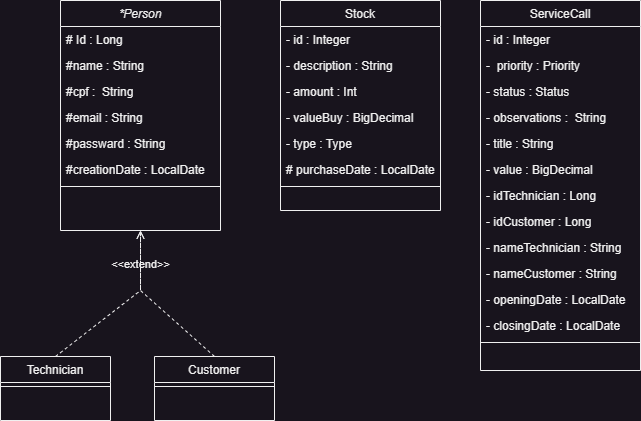 *Person
# Id : Long
#name : String
#cpf :  String
#email : String
#passward : String
#creationDate : LocalDate
<<extend>>
Technician
Customer
Stock
- id : Integer
- description : String
- amount : Int
- valueBuy : BigDecimal
- type : Type
# purchaseDate : LocalDate
ServiceCall
- id : Integer
-  priority : Priority
- status : Status
- observations :  String
- title : String
- value : BigDecimal
- idTechnician : Long
- idCustomer : Long
- nameTechnician : String
- nameCustomer : String
- openingDate : LocalDate
- closingDate : LocalDate